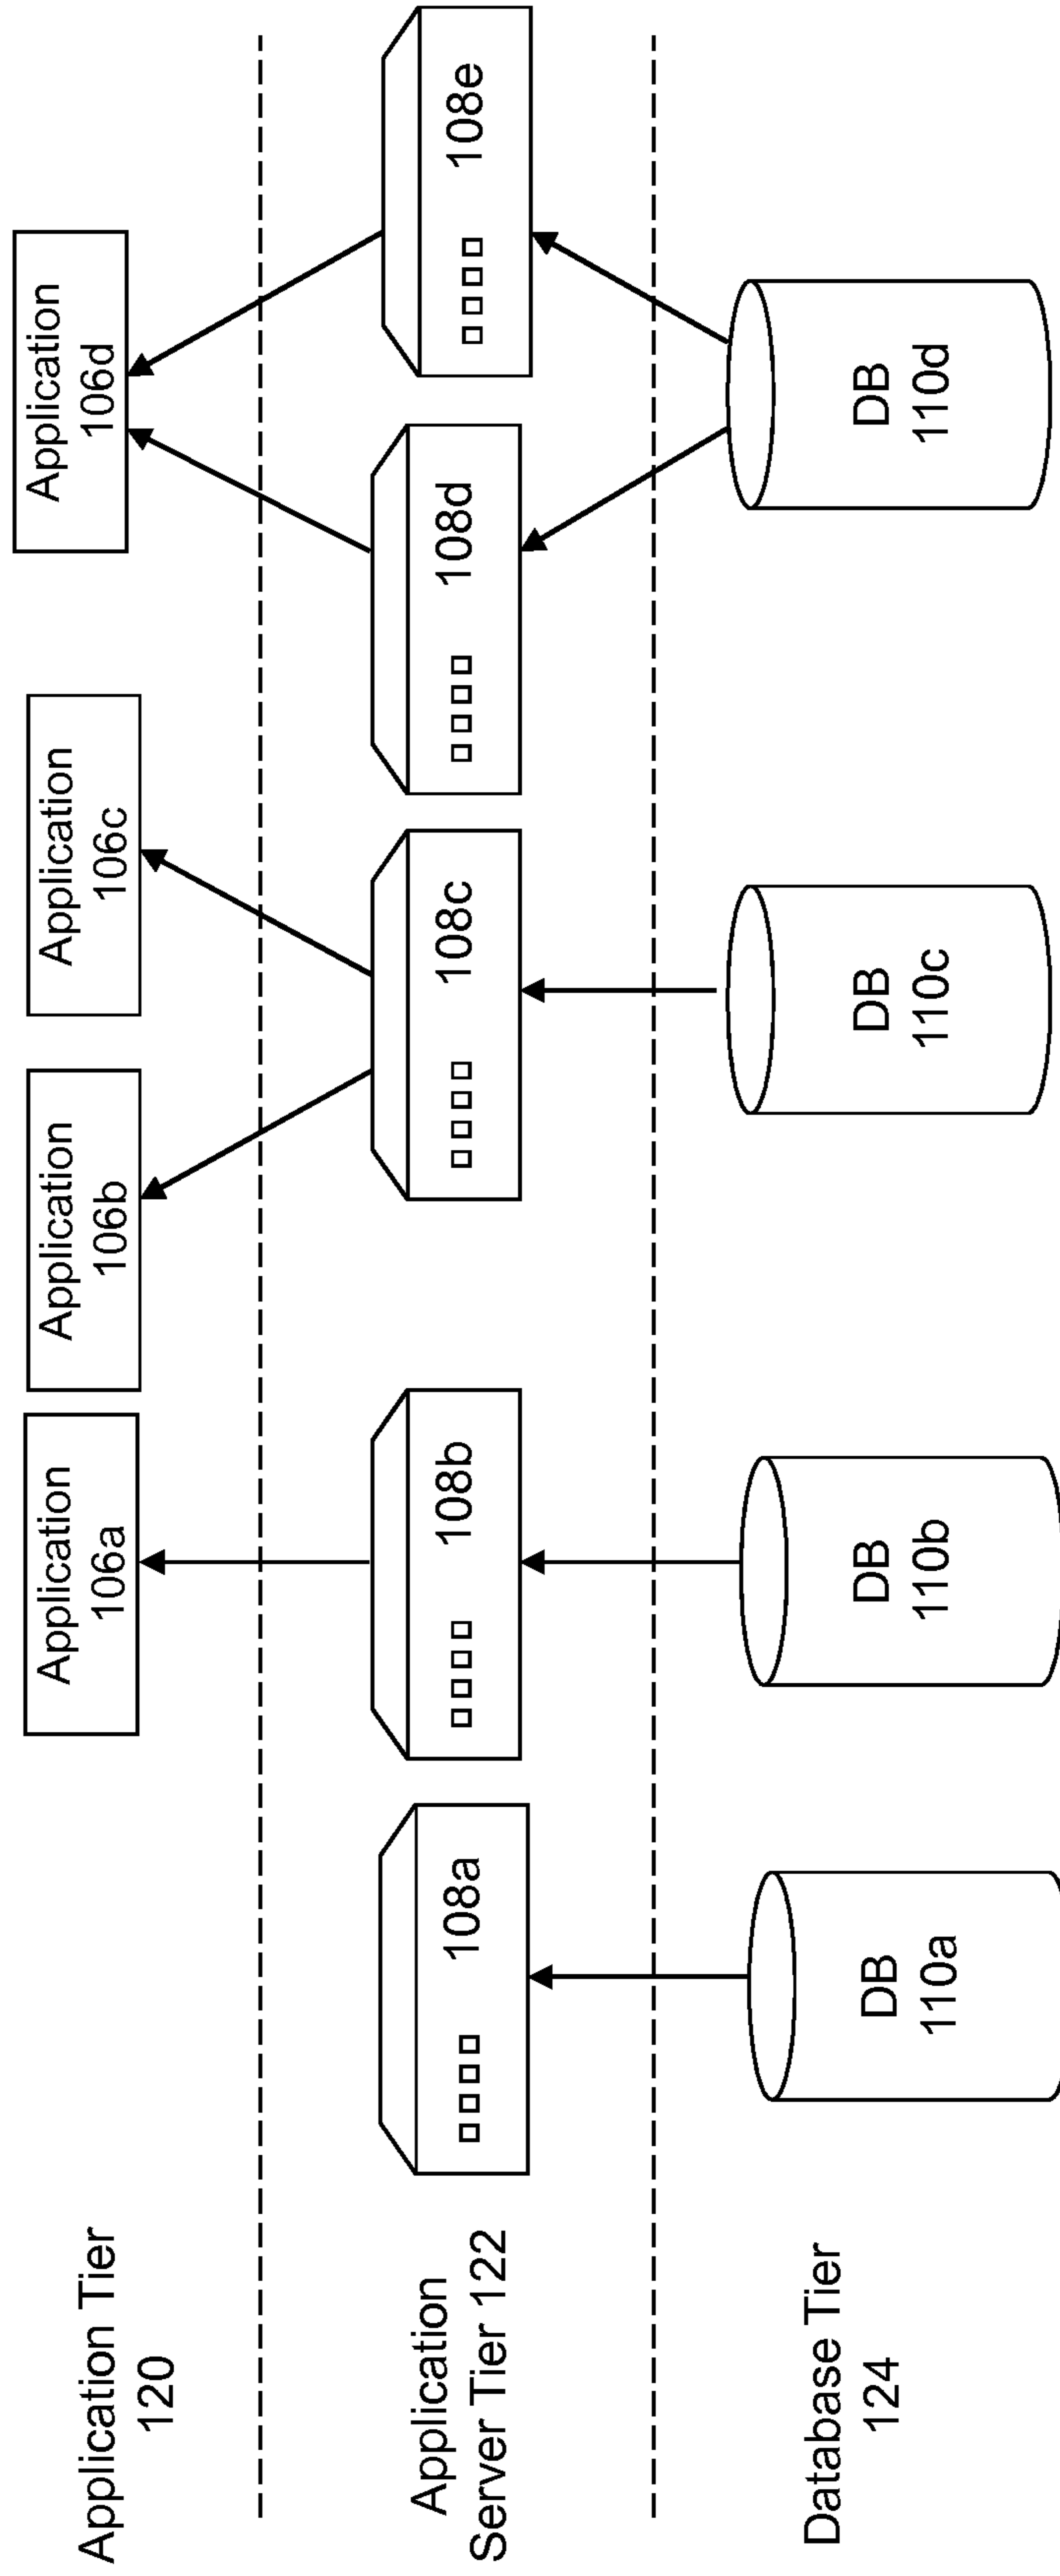 Application Tier
120
Application
106a
Application
106b
Application
106c
Application
106d
Application
Server Tier 122
108a
108b
108c
108d
108e
Database Tier
124
DB
110a
DB
110b
DB
110c
DB
110d